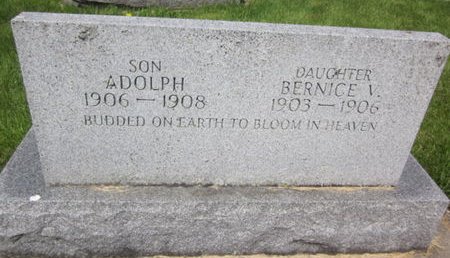 SON
ADOLPH
1906 — 1908
DAUGHTER
BERNICE V.
1903 — 1906
BUDDED ON EARTH TO BLOOM IN HEAVEN